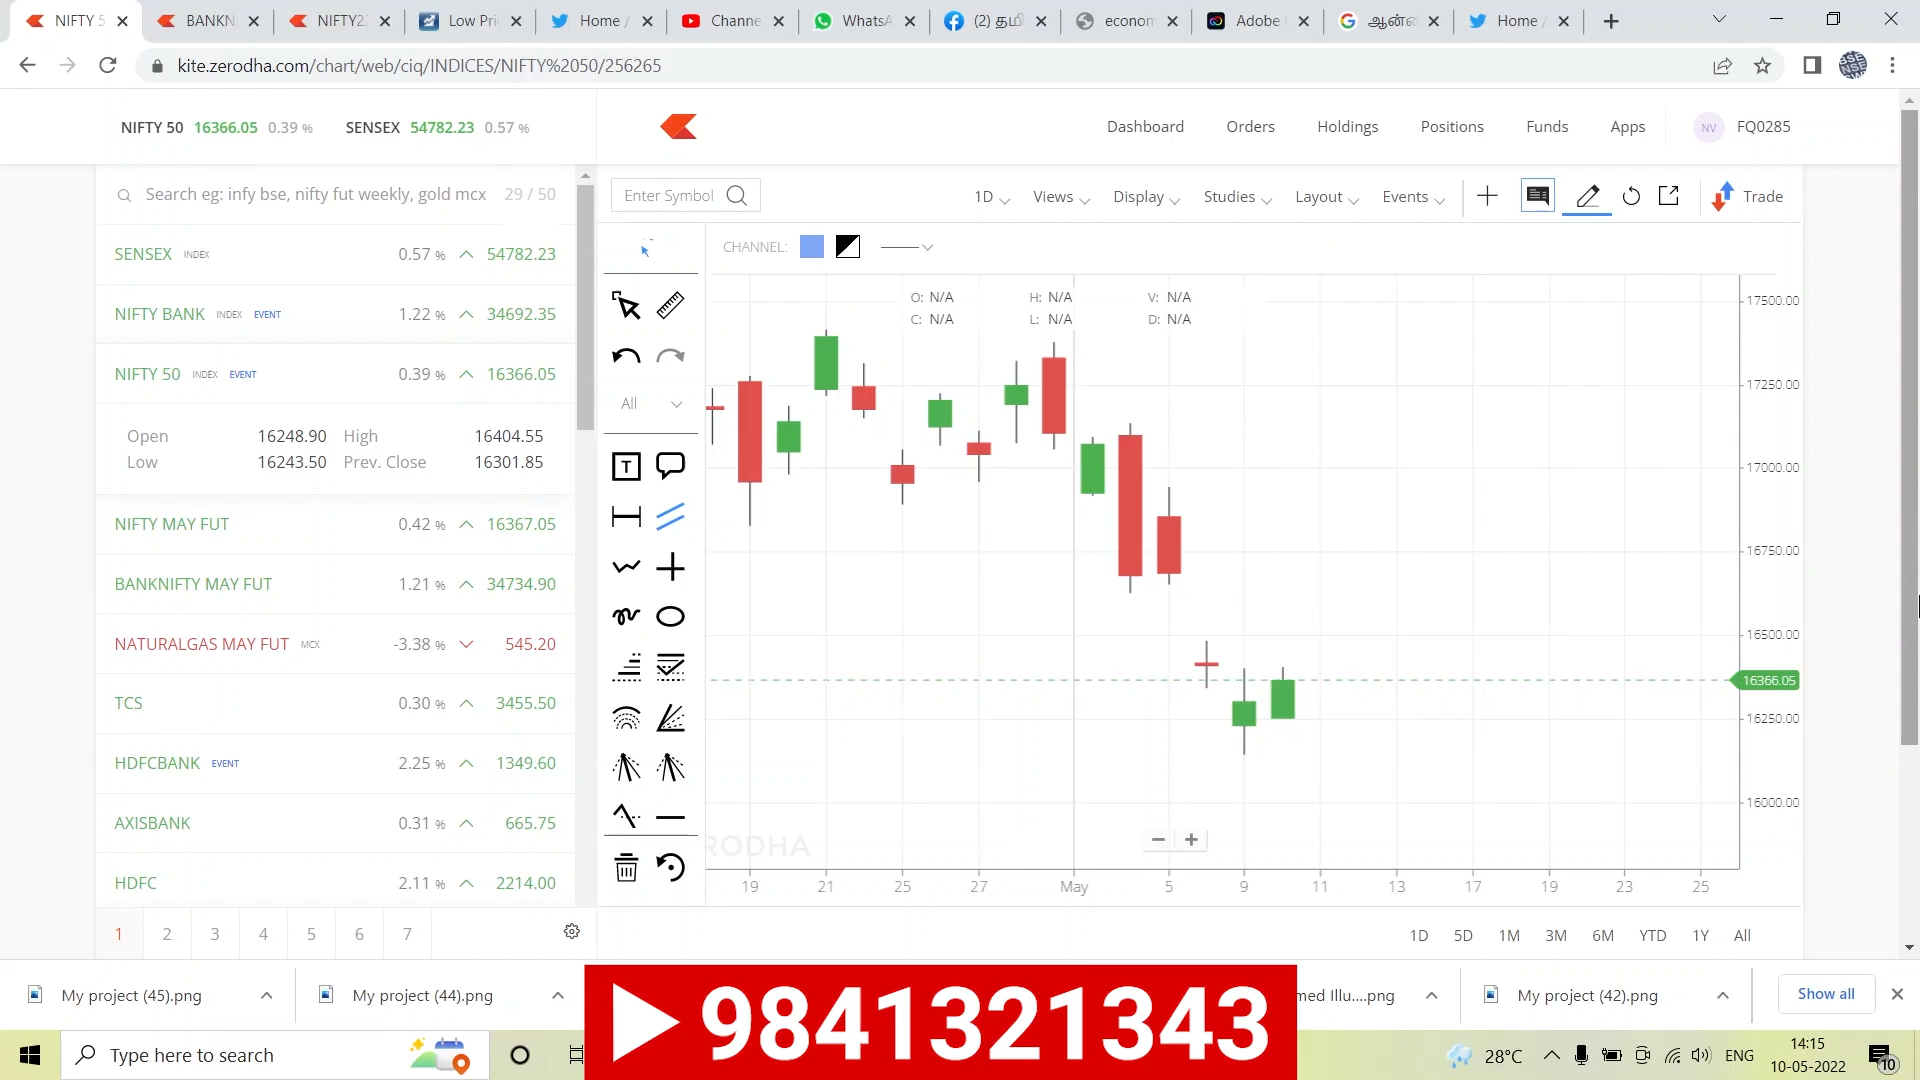 NIFTY 5
BANKN
NIFTY22
Low Pri
Home /
Channe
WhatsA
(2) தமி
econom
Adobe
ஆன்ல
Home /
kite.zerodha.com/chart/web/ciq/INDICES/NIFTY%2050/256265
NIFTY 50 16366.05 0.39 %
SENSEX 54782.23 0.57 %
Dashboard
Orders
Holdings
Positions
Funds
Apps
NV
FQ0285
Search eg: infy bse, nifty fut weekly, gold mcx 29 / 50
Enter Symbol
1D
Views
Display
Studies
Layout
Events
Trade
SENSEX INDEX 0.57 % 54782.23
NIFTY BANK INDEX EVENT 1.22 % 34692.35
NIFTY 50 INDEX EVENT 0.39 % 16366.05
Open 16248.90 High 16404.55
Low 16243.50 Prev. Close 16301.85
NIFTY MAY FUT 0.42 % 16367.05
BANKNIFTY MAY FUT 1.21 % 34734.90
NATURALGAS MAY FUT MCX -3.38 % 545.20
TCS 0.30 % 3455.50
HDFCBANK EVENT 2.25 % 1349.60
AXISBANK 0.31 % 665.75
HDFC 2.11 % 2214.00
1 2 3 4 5 6 7
CHANNEL:
All
T
O: N/A H: N/A V: N/A
C: N/A L: N/A D: N/A
17500.00
17250.00
17000.00
16750.00
16500.00
16366.05
16250.00
16000.00
RODHA
19 21 25 27 May 5 9 11 13 17 19 23 25
1D 5D 1M 3M 6M YTD 1Y All
My project (45).png
My project (44).png
med Illu....png
My project (42).png
Show all
9841321343
Type here to search
28°C
ENG
14:15
10-05-2022
10